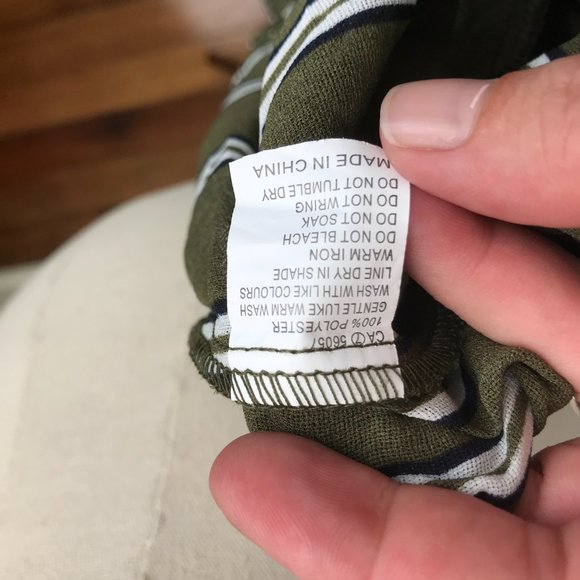 CA Ⓣ 56057
100% POLYESTER
GENTLE LUKE WARM WASH
WASH WITH LIKE COLOURS
LINE DRY IN SHADE
WARM IRON
DO NOT BLEACH
DO NOT SOAK
DO NOT WRING
DO NOT TUMBLE DRY
MADE IN CHINA